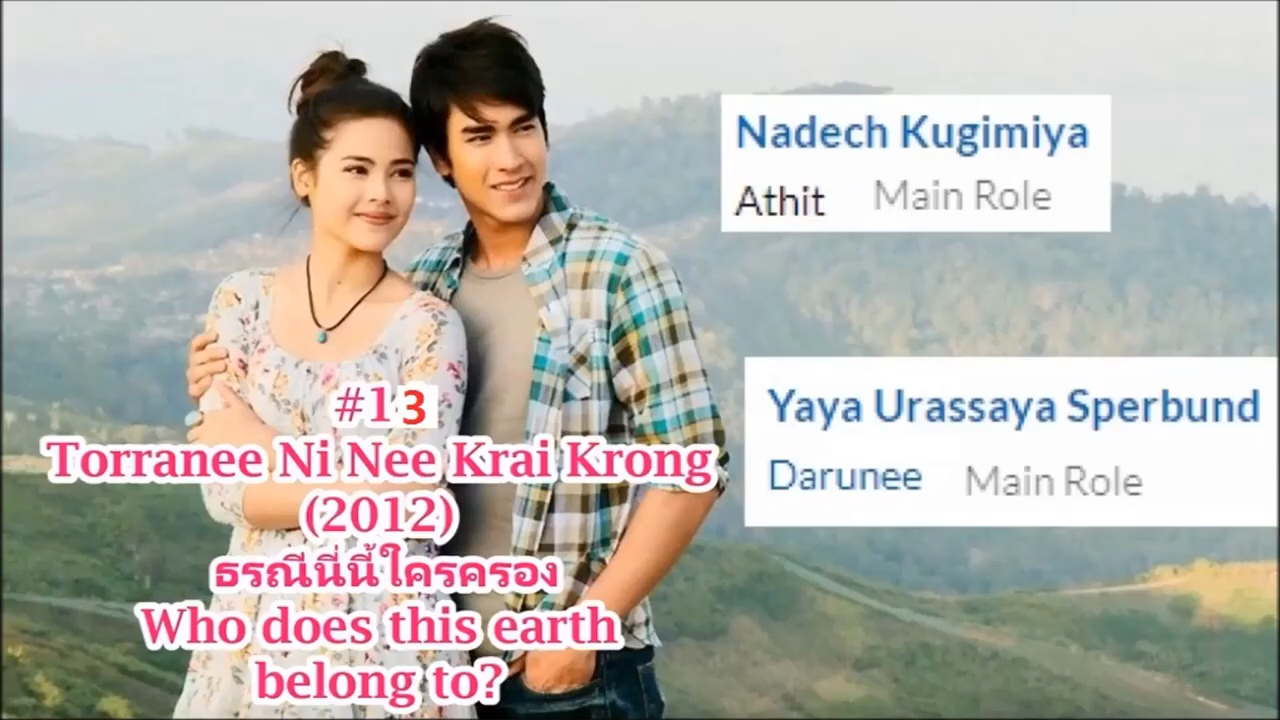 Nadech Kugimiya
Athit Main Role
Yaya Urassaya Sperbund
Darunee Main Role
#13
Torranee Ni Nee Krai Krong
(2012)
ธรณีนี่นี้ใครครอง
Who does this earth
belong to?